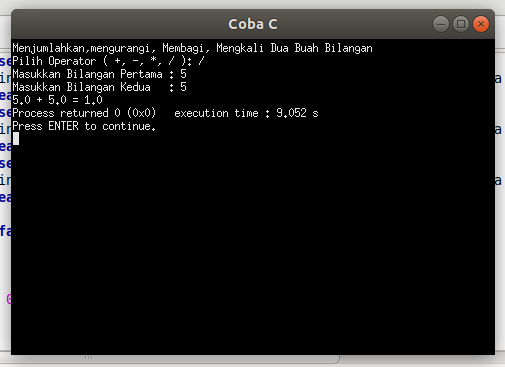 Coba C
Menjumlahkan,mengurangi, Membagi, Mengkali Dua Buah Bilangan
Pilih Operator ( +, -, *, / ): /
Masukkan Bilangan Pertama : 5
Masukkan Bilangan Kedua   : 5
5.0 + 5.0 = 1.0
Process returned 0 (0x0)   execution time : 9.052 s
Press ENTER to continue.